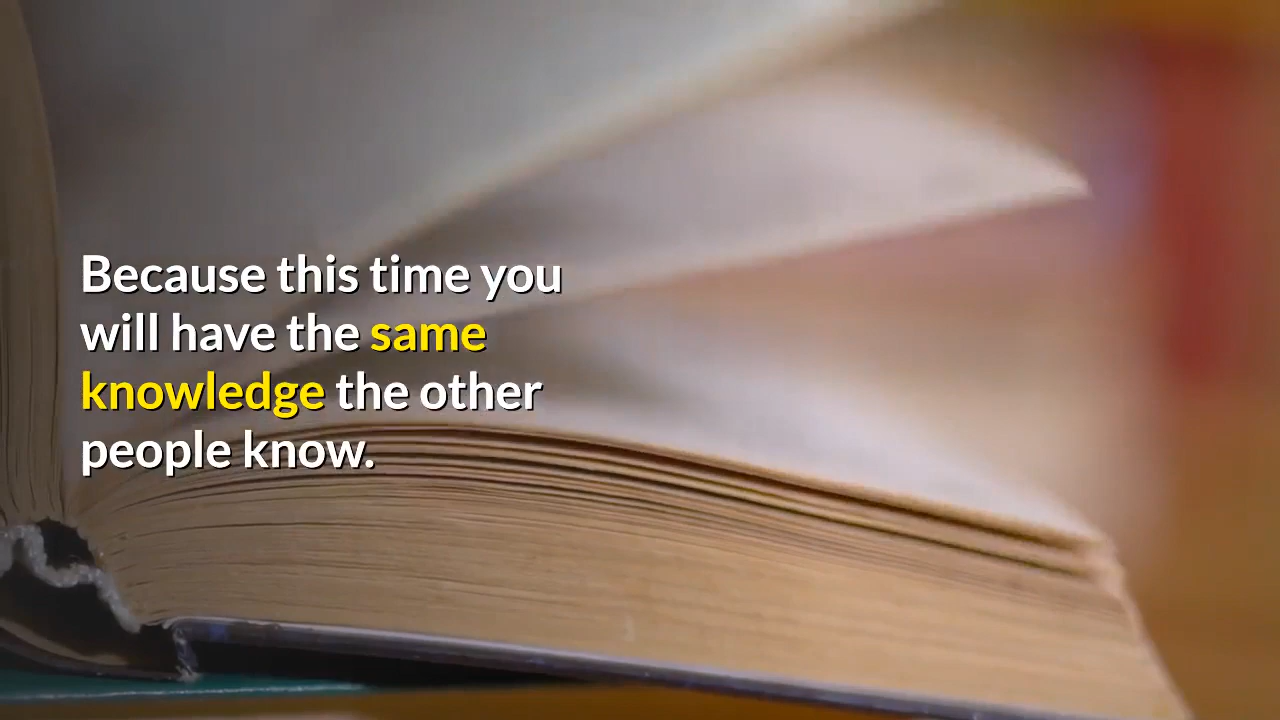 Because this time you
will have the same
knowledge the other
people know.